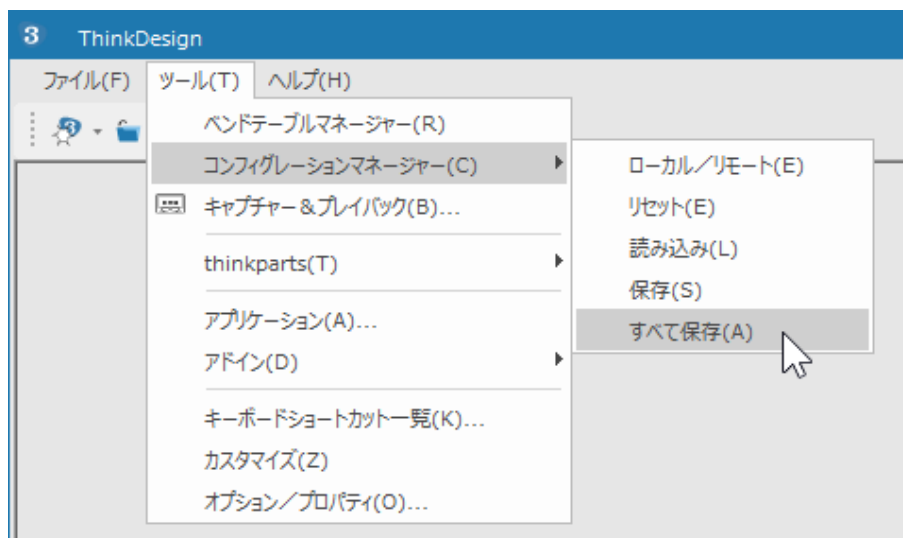 3 ThinkDesign
ファイル(F) ツール(T) ヘルプ(H)
ベンドテーブルマネージャー(R)
コンフィグレーションマネージャー(C)
キャプチャー＆プレイバック(B)...
thinkparts(T)
アプリケーション(A)...
アドイン(D)
キーボードショートカット一覧(K)...
カスタマイズ(Z)
オプション／プロパティ(O)...
ローカル／リモート(E)
リセット(E)
読み込み(L)
保存(S)
すべて保存(A)